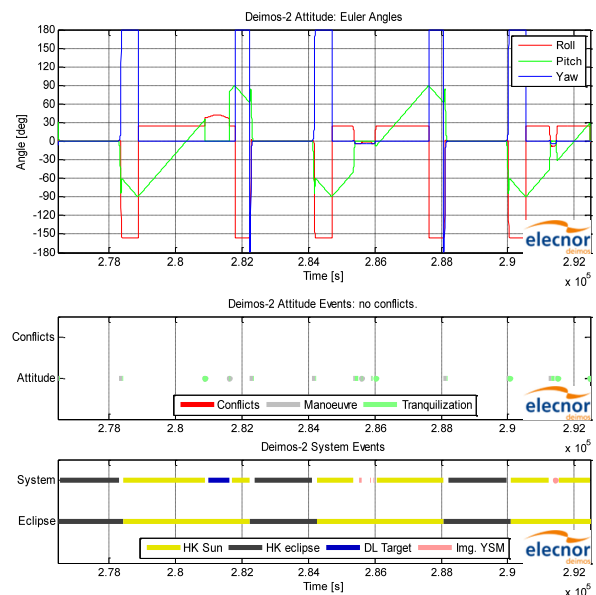 Deimos-2 Attitude: Euler Angles
Angle [deg]
180
150
120
90
60
30
0
-30
-60
-90
-120
-150
-180
Roll
Pitch
Yaw
elecnor
deimos
2.78 2.8 2.82 2.84 2.86 2.88 2.9 2.92
Time [s]
x 10^5
Deimos-2 Attitude Events: no conflicts.
Conflicts
Attitude
Conflicts Manoeuvre Tranquilization
elecnor
deimos
2.78 2.8 2.82 2.84 2.86 2.88 2.9 2.92
x 10^5
Deimos-2 System Events
System
Eclipse
HK Sun HK eclipse DL Target Img. YSM
elecnor
deimos
2.78 2.8 2.82 2.84 2.86 2.88 2.9 2.92
Time [s]
x 10^5